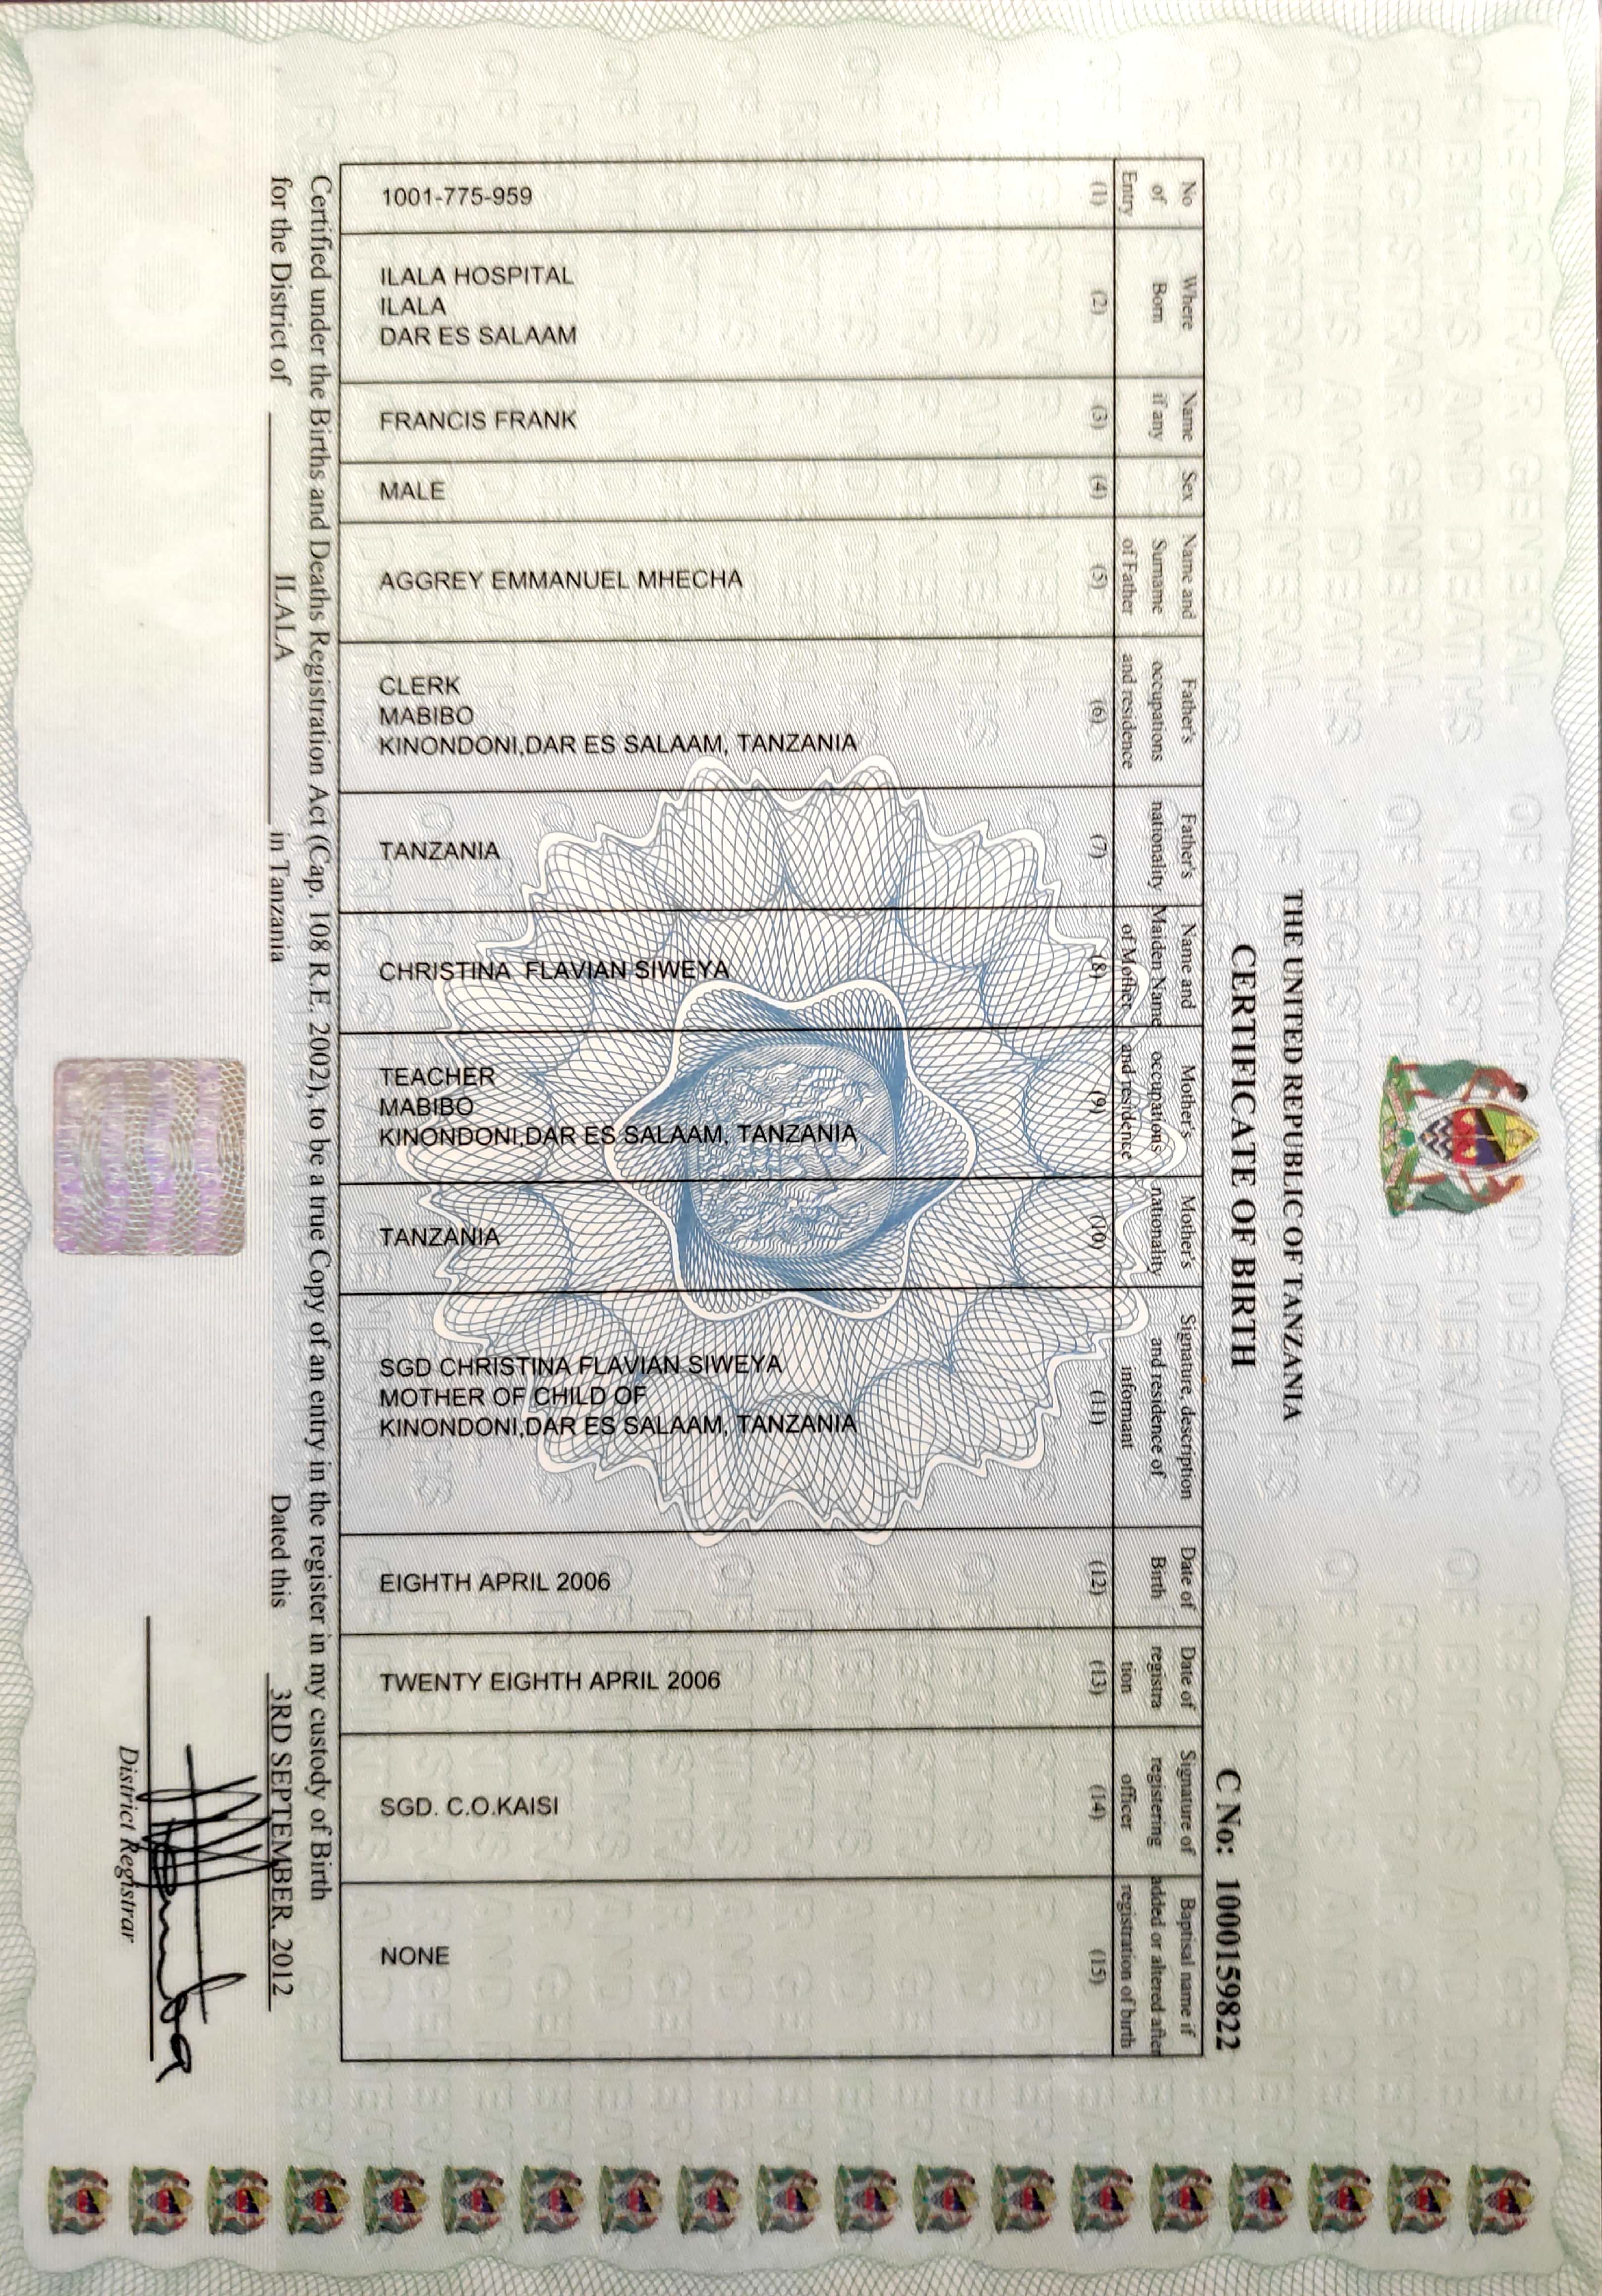 THE UNITED REPUBLIC OF TANZANIA
CERTIFICATE OF BIRTH
C No: 1000159822
No of Entry
(1)
1001-775-959
Where Born
(2)
ILALA HOSPITAL
ILALA
DAR ES SALAAM
Name if any
(3)
FRANCIS FRANK
Sex
(4)
MALE
Name and Surname of Father
(5)
AGGREY EMMANUEL MHECHA
Father's occupations and residence
(6)
CLERK
MABIBO
KINONDONI,DAR ES SALAAM, TANZANIA
Father's nationality
(7)
TANZANIA
Name and Maiden Name of Mother
(8)
CHRISTINA FLAVIAN SIWEYA
Mother's occupations and residence
(9)
TEACHER
MABIBO
KINONDONI,DAR ES SALAAM, TANZANIA
Mother's nationality
(10)
TANZANIA
Signature, description and residence of informant
(11)
SGD CHRISTINA FLAVIAN SIWEYA
MOTHER OF CHILD OF
KINONDONI,DAR ES SALAAM, TANZANIA
Date of Birth
(12)
EIGHTH APRIL 2006
Date of registra tion
(13)
TWENTY EIGHTH APRIL 2006
Signature of registering officer
(14)
SGD. C.O.KAISI
Baptisal name if added or altered after registration of birth
(15)
NONE
Certified under the Births and Deaths Registration Act (Cap. 108 R.E. 2002), to be a true Copy of an entry in the register in my custody of Birth
for the District of ILALA in Tanzania Dated this 3RD SEPTEMBER, 2012
District Registrar